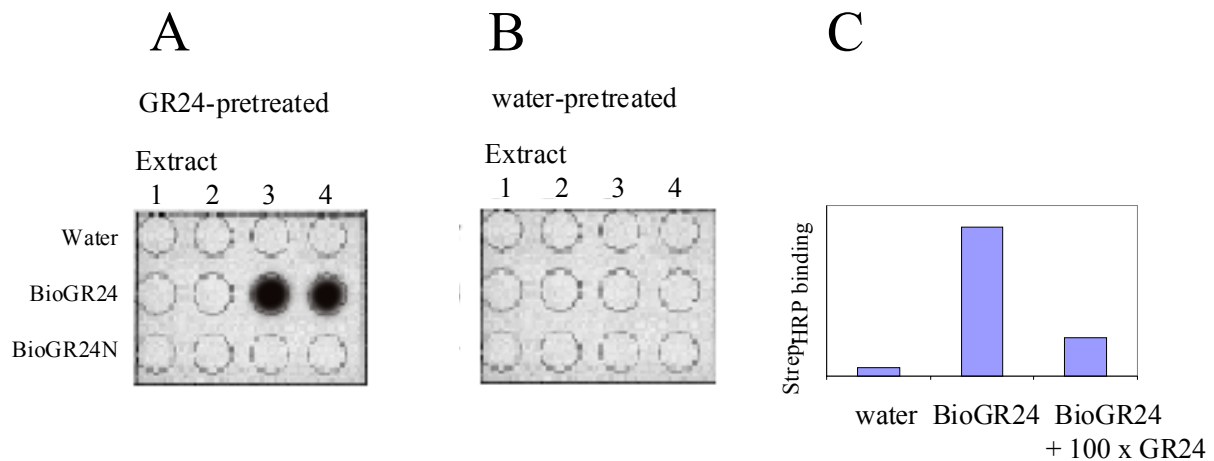 A
B
C
GR24-pretreated
water-pretreated
Extract
1 2 3 4
Water
BioGR24
BioGR24N
Extract
1 2 3 4
StrepHRP binding
water BioGR24 BioGR24
+ 100 x GR24